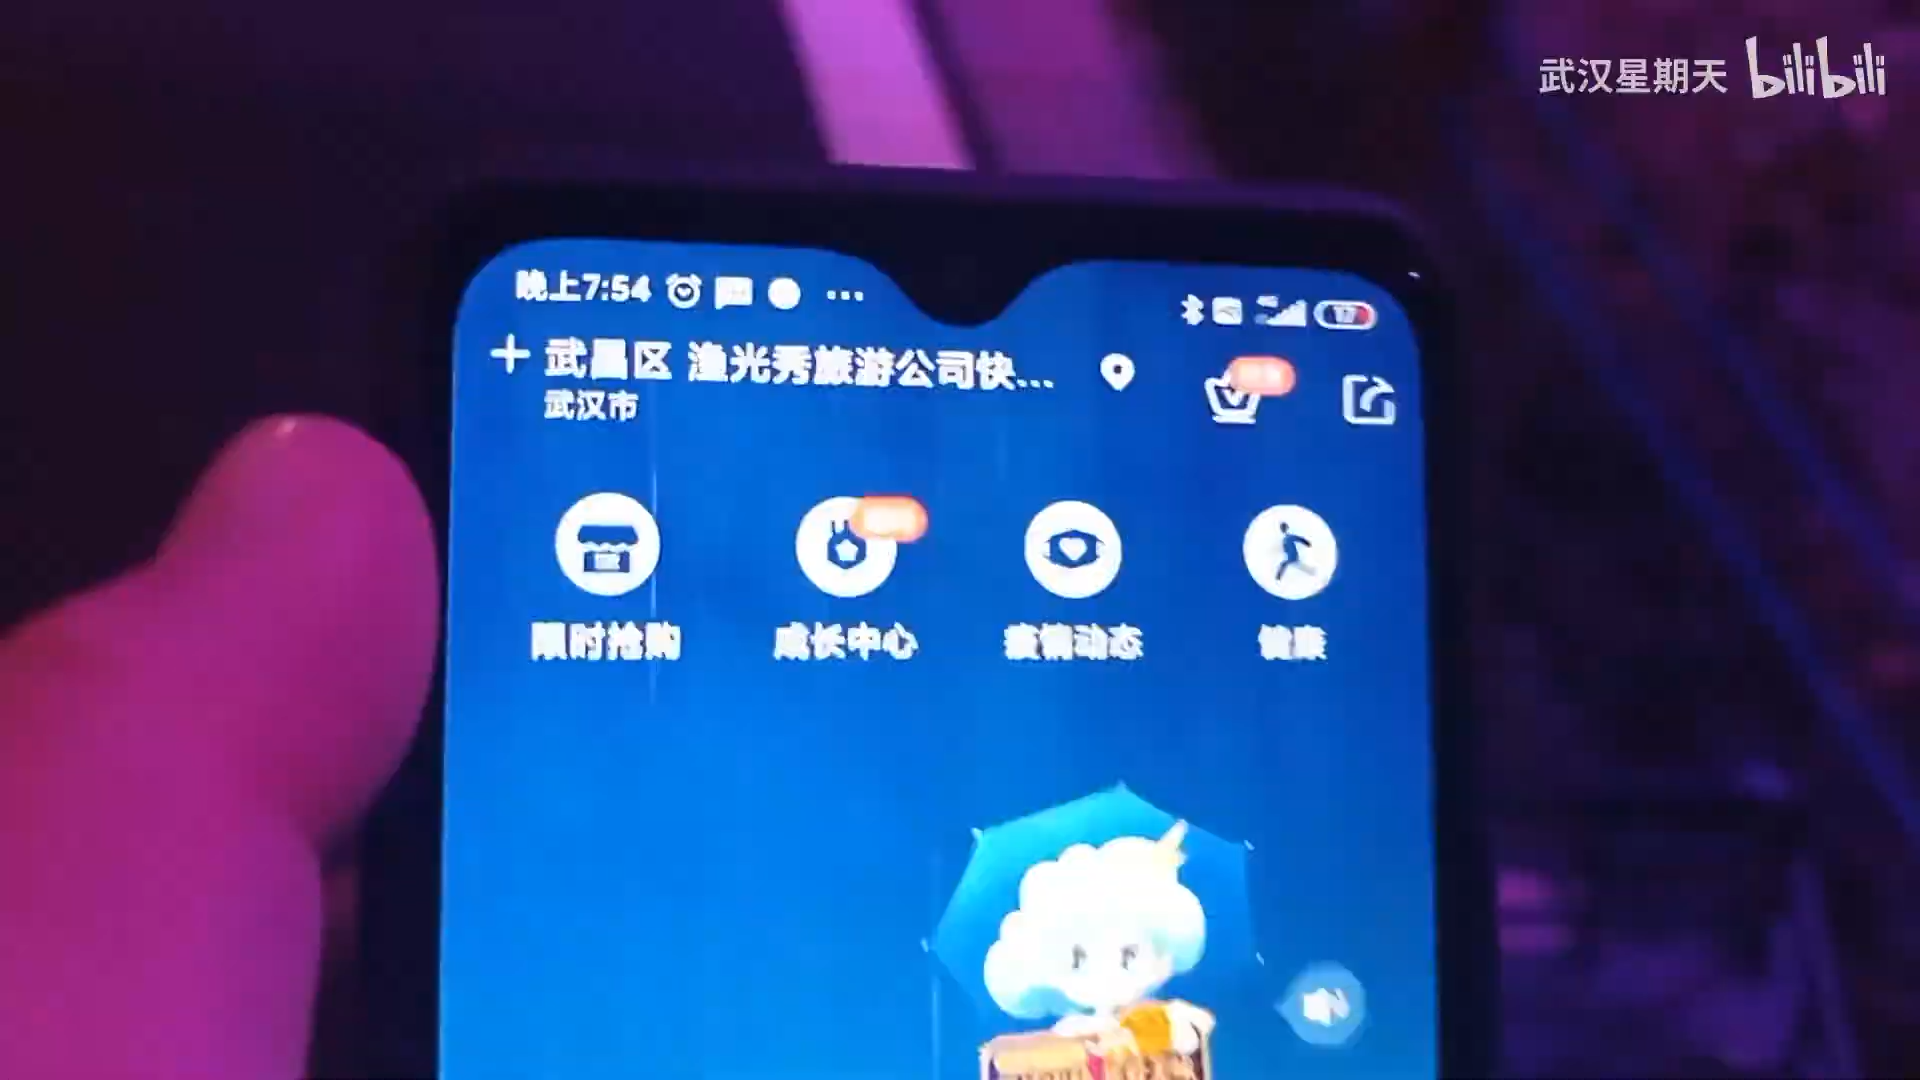 武汉星期天 bilibili
晚上7:54
武昌区 渔光秀旅游公司快...
武汉市
限时抢购 成长中心 疫情动态 健康